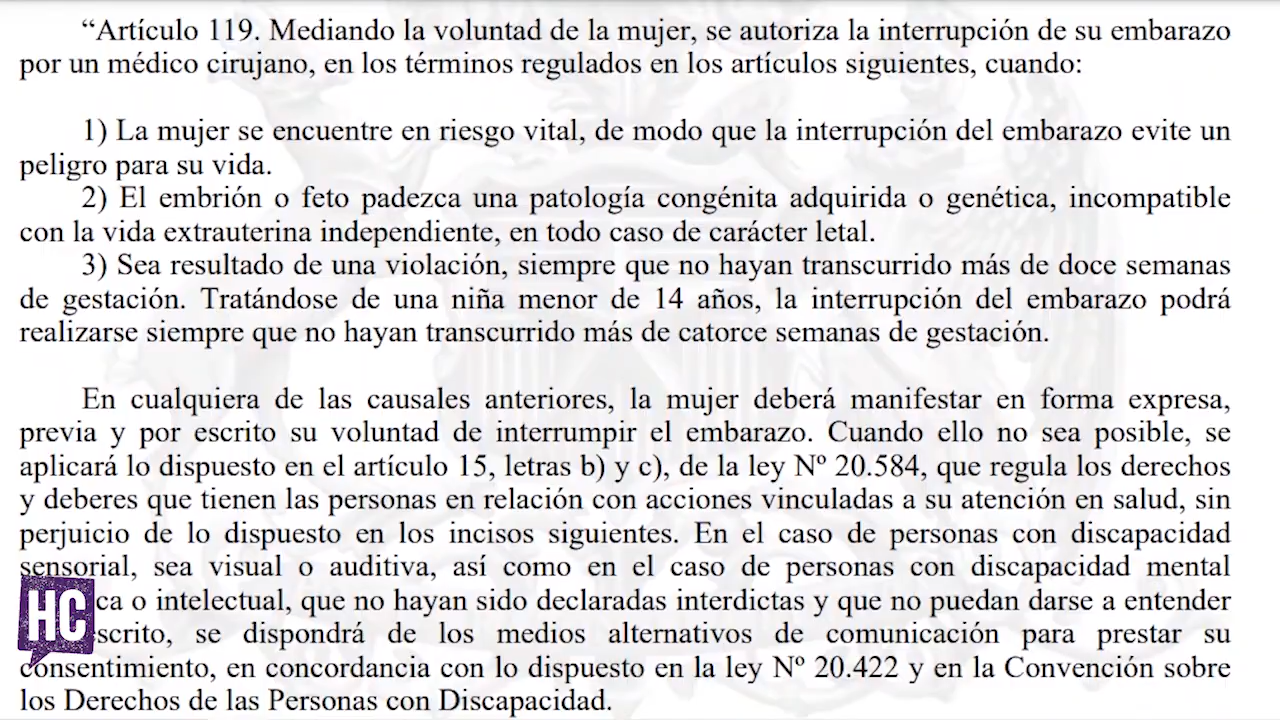 “Artículo 119. Mediando la voluntad de la mujer, se autoriza la interrupción de su embarazo
por un médico cirujano, en los términos regulados en los artículos siguientes, cuando:
1) La mujer se encuentre en riesgo vital, de modo que la interrupción del embarazo evite un
peligro para su vida.
2) El embrión o feto padezca una patología congénita adquirida o genética, incompatible
con la vida extrauterina independiente, en todo caso de carácter letal.
3) Sea resultado de una violación, siempre que no hayan transcurrido más de doce semanas
de gestación. Tratándose de una niña menor de 14 años, la interrupción del embarazo podrá
realizarse siempre que no hayan transcurrido más de catorce semanas de gestación.
En cualquiera de las causales anteriores, la mujer deberá manifestar en forma expresa,
previa y por escrito su voluntad de interrumpir el embarazo. Cuando ello no sea posible, se
aplicará lo dispuesto en el artículo 15, letras b) y c), de la ley Nº 20.584, que regula los derechos
y deberes que tienen las personas en relación con acciones vinculadas a su atención en salud, sin
perjuicio de lo dispuesto en los incisos siguientes. En el caso de personas con discapacidad
sensorial, sea visual o auditiva, así como en el caso de personas con discapacidad mental
ca o intelectual, que no hayan sido declaradas interdictas y que no puedan darse a entender
scrito, se dispondrá de los medios alternativos de comunicación para prestar su
consentimiento, en concordancia con lo dispuesto en la ley Nº 20.422 y en la Convención sobre
los Derechos de las Personas con Discapacidad.
HC